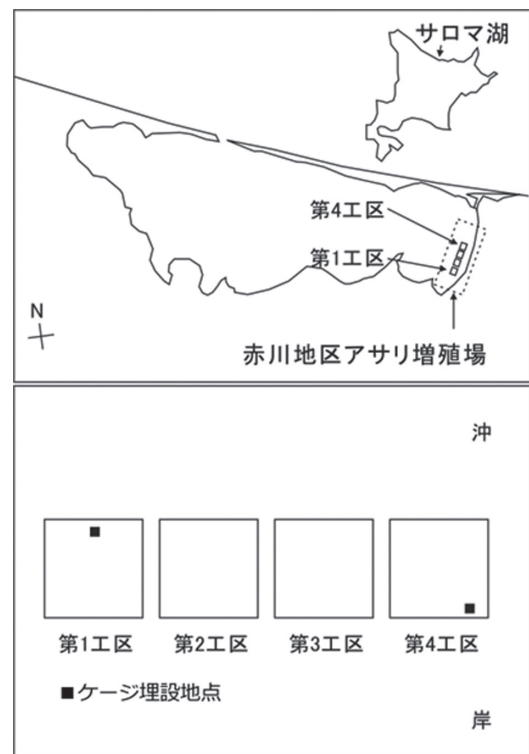 サロマ湖
第4工区
第1工区
N
赤川地区アサリ増殖場
沖
第1工区 第2工区 第3工区 第4工区
■ケージ埋設地点
岸